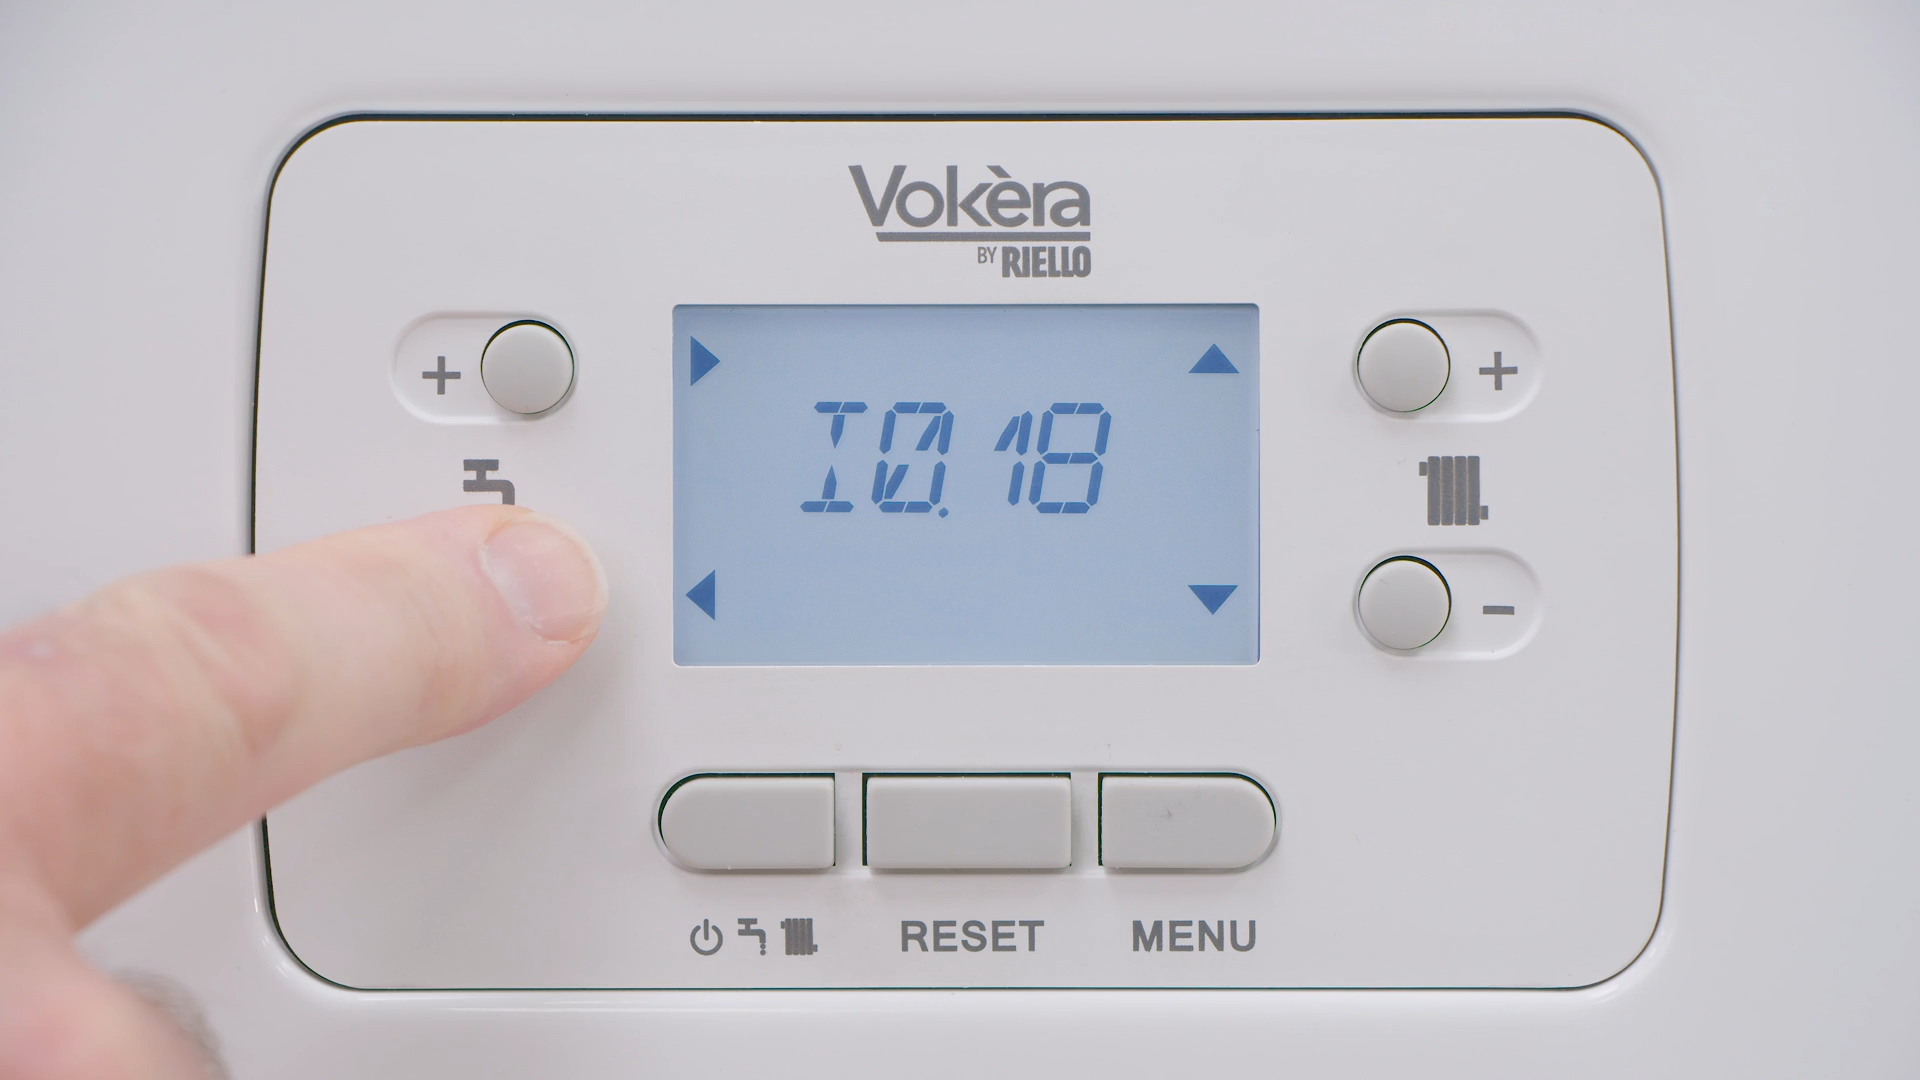 Vokèra
BY RIELLO
+
+
I0.18
-
RESET
MENU